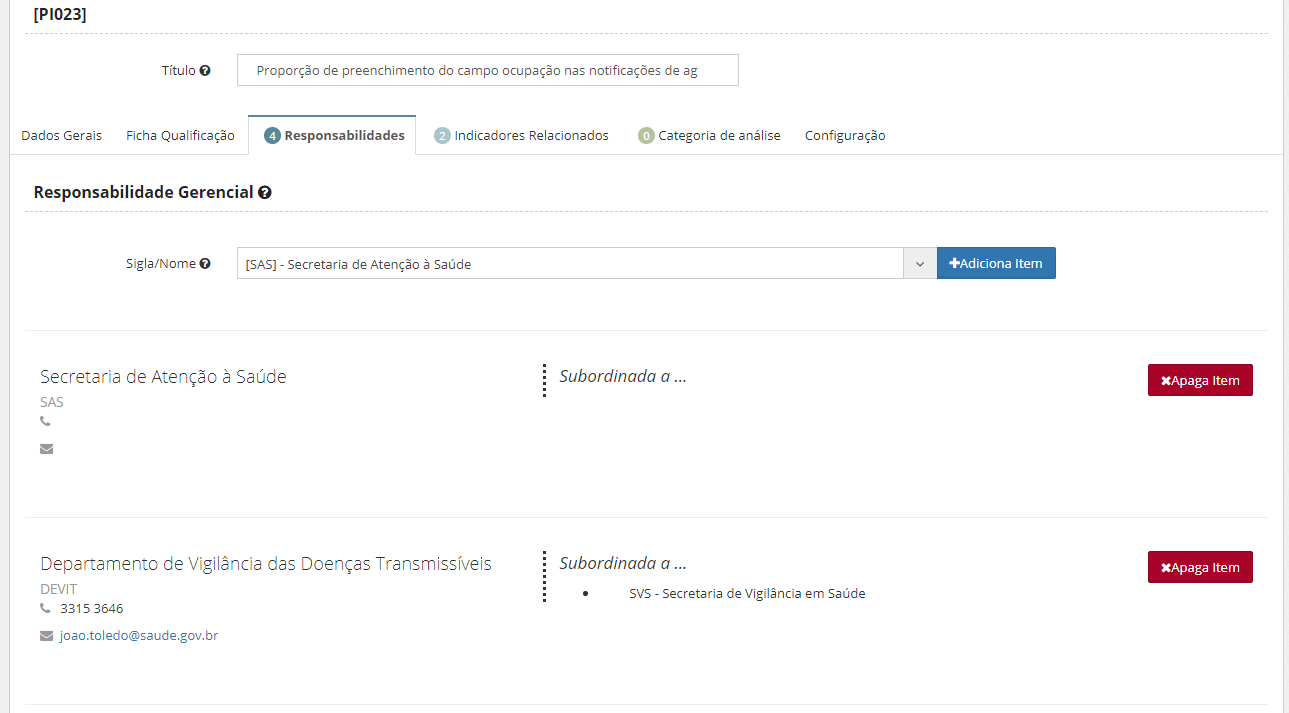 [PI023]
Título
Proporção de preenchimento do campo ocupação nas notificações de ag
Dados Gerais Ficha Qualificação 4 Responsabilidades 2 Indicadores Relacionados 0 Categoria de análise Configuração
Responsabilidade Gerencial
Sigla/Nome [SAS] - Secretaria de Atenção à Saúde Adiciona Item
Secretaria de Atenção à Saúde
SAS
Subordinada a ...
Apaga Item
Departamento de Vigilância das Doenças Transmissíveis
DEVIT
3315 3646
joao.toledo@saude.gov.br
Subordinada a ...
SVS - Secretaria de Vigilância em Saúde
Apaga Item